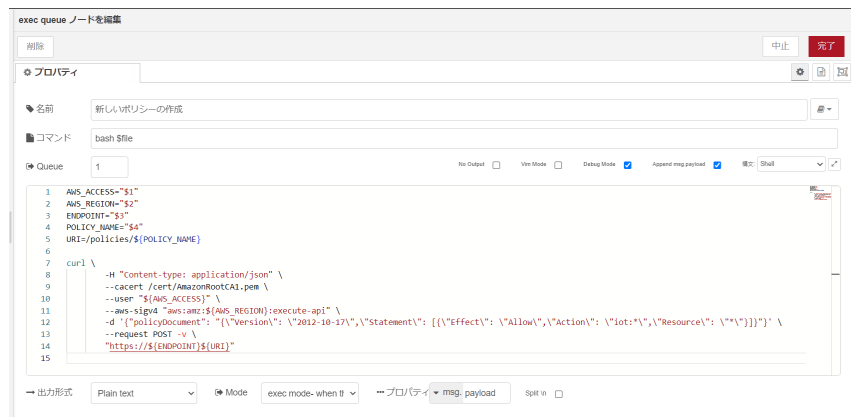 exec queue ノードを編集
削除
中止
完了
プロパティ
名前
新しいポリシーの作成
コマンド
bash $file
Queue
1
No Output
Vim Mode
Debug Mode
Append msg.payload
構文:
Shell
1 AWS_ACCESS="$1"
2 AWS_REGION="$2"
3 ENDPOINT="$3"
4 POLICY_NAME="$4"
5 URI=/policies/${POLICY_NAME}
6
7 curl \
8 -H "Content-type: application/json" \
9 --cacert /cert/AmazonRootCA1.pem \
10 --user "${AWS_ACCESS}" \
11 --aws-sigv4 "aws:amz:${AWS_REGION}:execute-api" \
12 -d '{"policyDocument": "{\"Version\": \"2012-10-17\",\"Statement\": [{\"Effect\": \"Allow\",\"Action\": \"iot:*\",\"Resource\": \"*\"}]}"}' \
13 --request POST -v \
14 "https://${ENDPOINT}${URI}"
15
出力形式
Plain text
Mode
exec mode- when th
プロパティ
msg. payload
Split \n